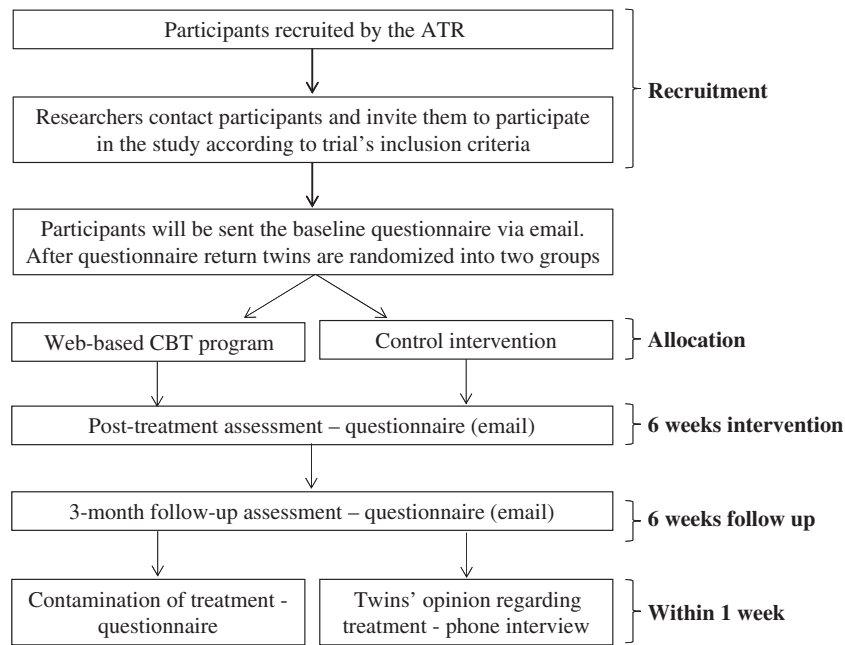 Participants recruited by the ATR
Recruitment
Researchers contact participants and invite them to participate
in the study according to trial's inclusion criteria
Participants will be sent the baseline questionnaire via email.
After questionnaire return twins are randomized into two groups
Web-based CBT program
Control intervention
Allocation
Post-treatment assessment – questionnaire (email)
6 weeks intervention
3-month follow-up assessment – questionnaire (email)
6 weeks follow up
Contamination of treatment -
questionnaire
Twins' opinion regarding
treatment - phone interview
Within 1 week